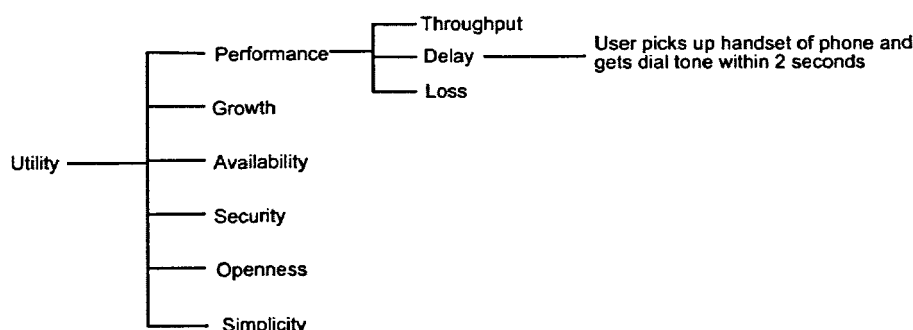 Throughput
User picks up handset of phone and
gets dial tone within 2 seconds
Performance
Delay
Loss
Growth
Utility
Availability
Security
Openness
Simplicity